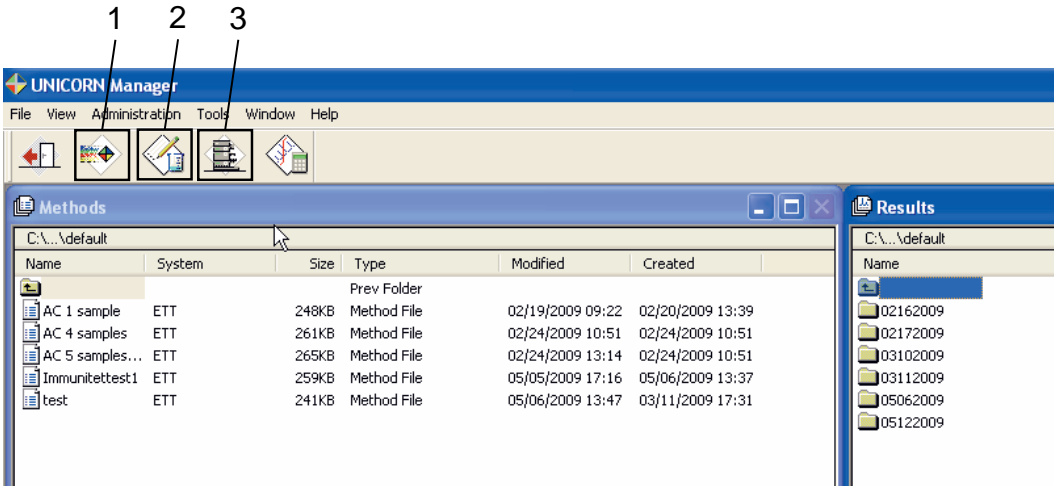 1 2 3
UNICORN Manager
File View Administration Tools Window Help
Methods
C:\...\default
Name System Size Type Modified Created
Prev Folder
AC 1 sample ETT 248KB Method File 02/19/2009 09:22 02/20/2009 13:39
AC 4 samples ETT 261KB Method File 02/24/2009 10:51 02/24/2009 10:51
AC 5 samples... ETT 265KB Method File 02/24/2009 13:14 02/24/2009 10:51
Immunitettest1 ETT 259KB Method File 05/05/2009 17:16 05/06/2009 13:37
test ETT 241KB Method File 05/06/2009 13:47 03/11/2009 17:31
Results
C:\...\default
Name
02162009
02172009
03102009
03112009
05062009
05122009